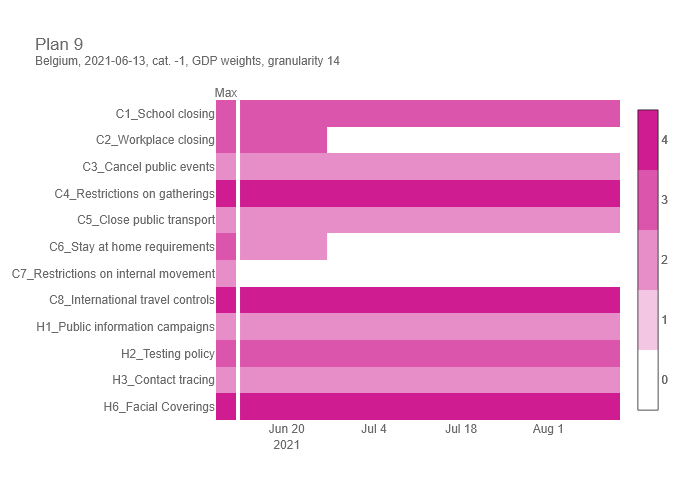 Plan 9
Belgium, 2021-06-13, cat. -1, GDP weights, granularity 14
Max
C1_School closing
C2_Workplace closing
C3_Cancel public events
C4_Restrictions on gatherings
C5_Close public transport
C6_Stay at home requirements
C7_Restrictions on internal movement
C8_International travel controls
H1_Public information campaigns
H2_Testing policy
H3_Contact tracing
H6_Facial Coverings
Jun 20 Jul 4 Jul 18 Aug 1
2021
4
3
2
1
0